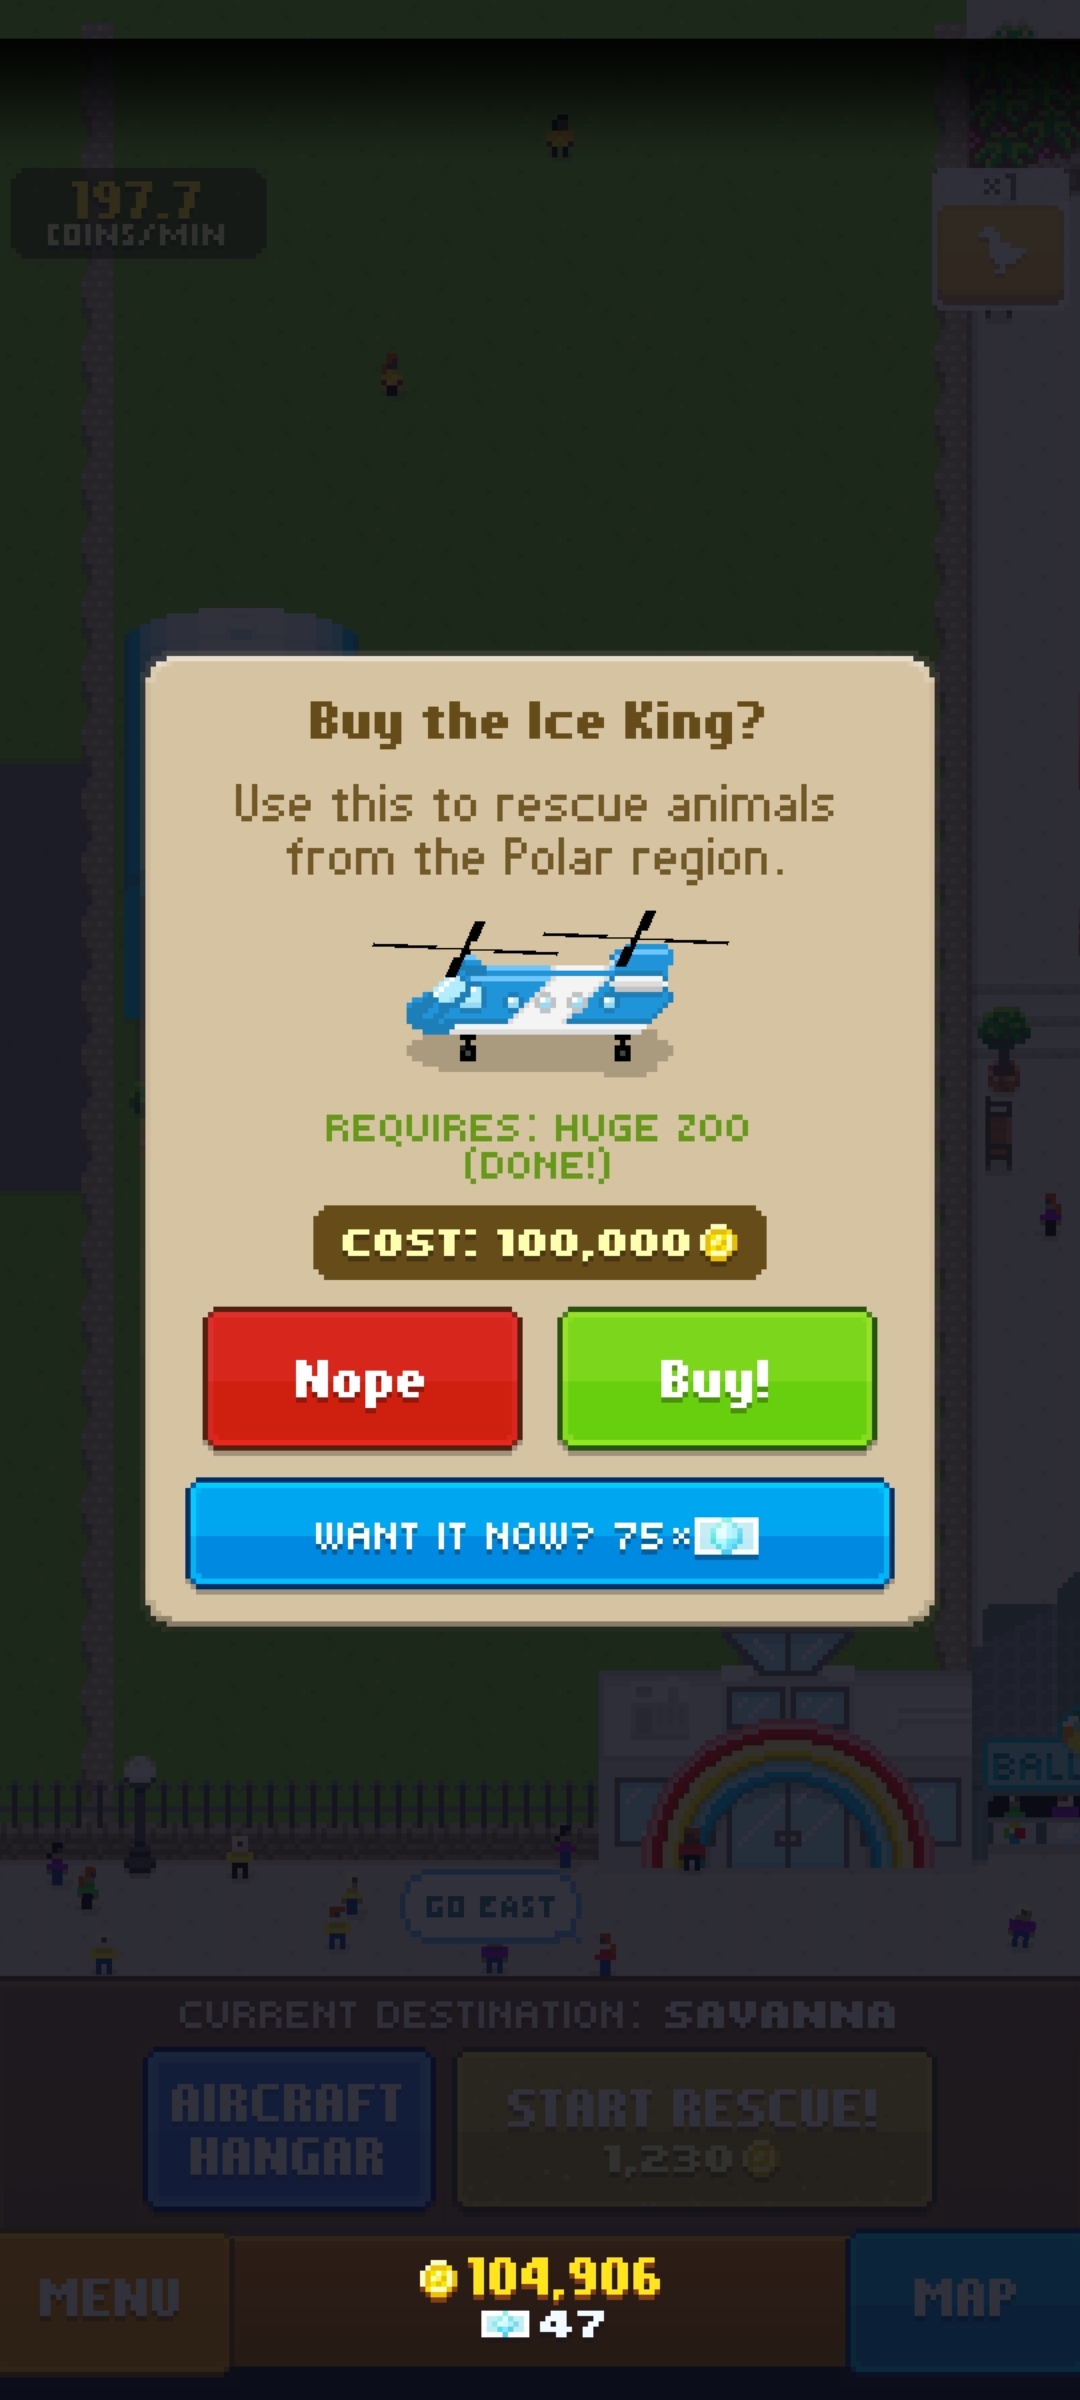 197.7
COINS/MIN
x1
Buy the Ice King?
Use this to rescue animals
from the Polar region.
REQUIRES: HUGE ZOO
(DONE!)
COST: 100,000
Nope
Buy!
WANT IT NOW? 75x
BALL
GO EAST
CURRENT DESTINATION: SAVANNA
AIRCRAFT
HANGAR
START RESCUE!
1,230
MENU
104,906
47
MAP